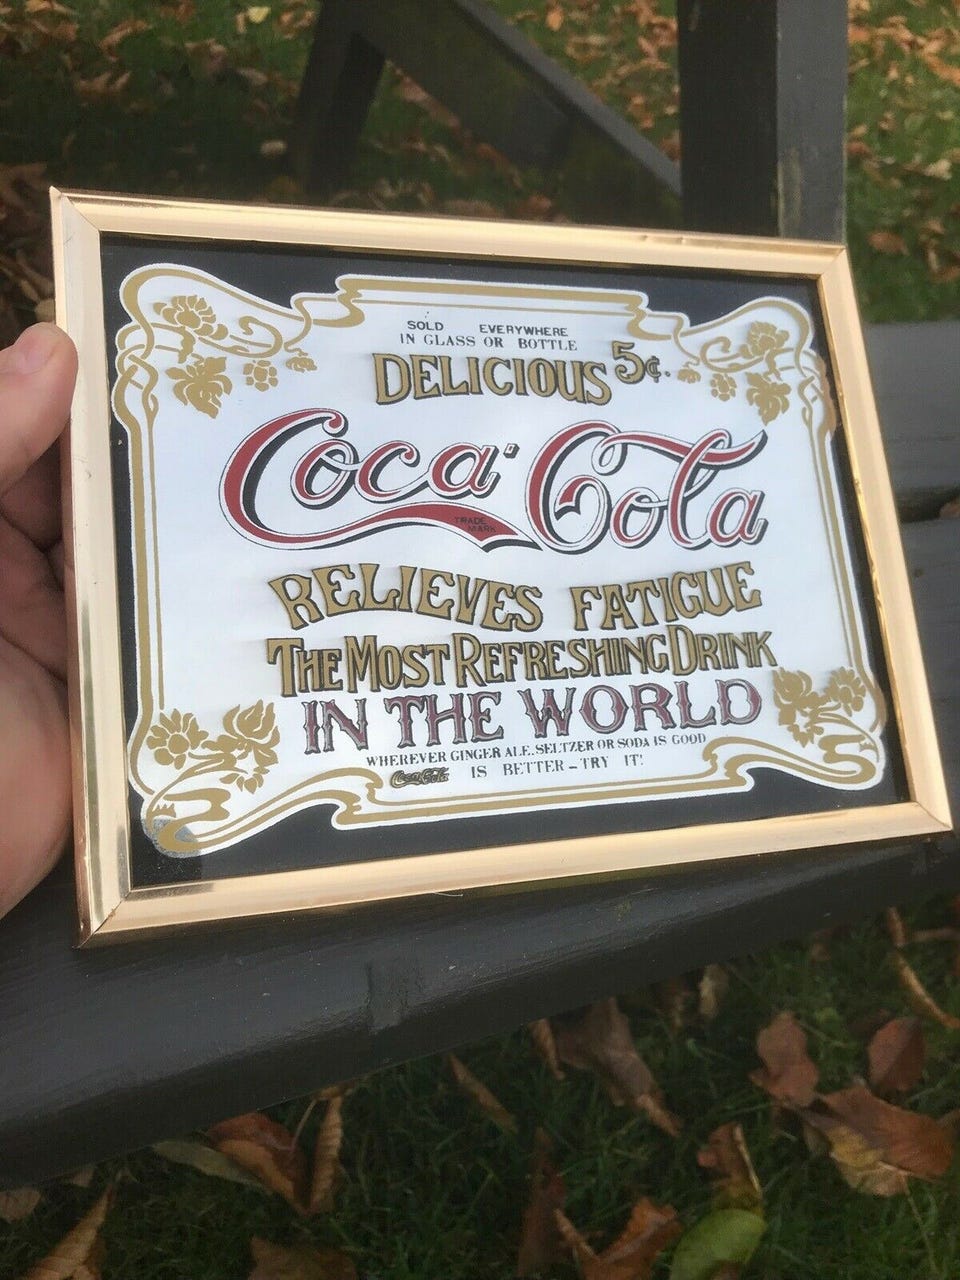 SOLD EVERYWHERE
IN GLASS OR BOTTLE
DELICIOUS 5¢.
Coca-Cola
TRADE MARK
RELIEVES FATIGUE
THE MOST REFRESHING DRINK
IN THE WORLD
WHEREVER GINGER ALE. SELTZER OR SODA IS GOOD
Coca-Cola IS BETTER - TRY IT!